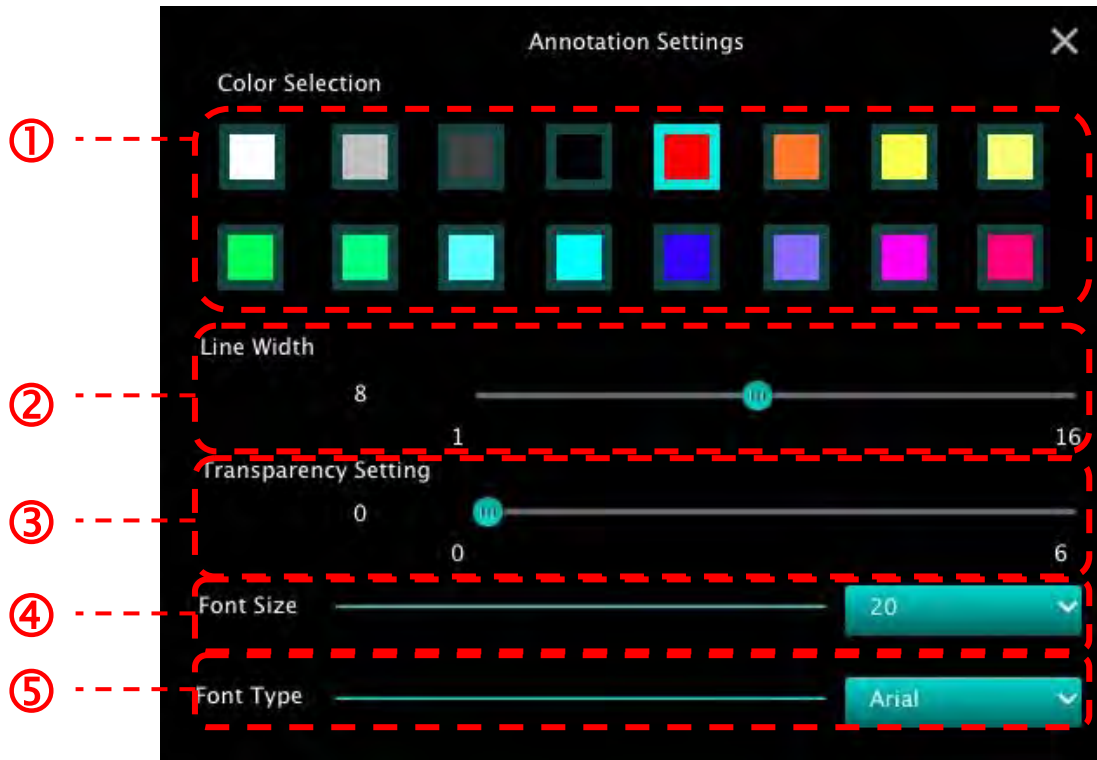 Annotation Settings
Color Selection
①
Line Width
② 8
1 16
Transparency Setting
③ 0
0 6
④ Font Size 20
⑤ Font Type Arial